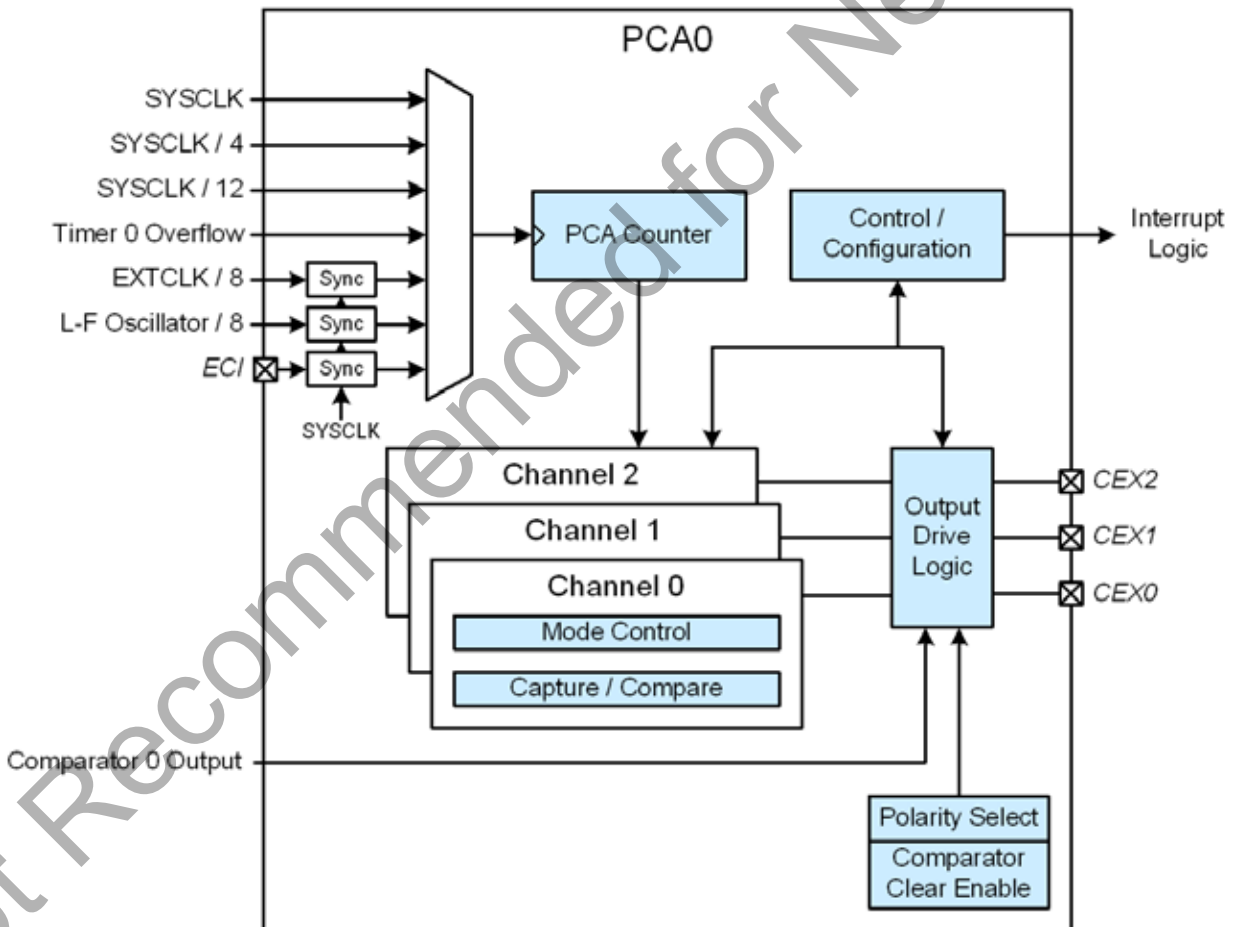 PCA0
SYSCLK
SYSCLK / 4
SYSCLK / 12
Timer 0 Overflow
EXTCLK / 8
Sync
L-F Oscillator / 8
Sync
ECI
Sync
SYSCLK
PCA Counter
Control /
Configuration
Interrupt
Logic
Channel 2
Channel 1
Channel 0
Mode Control
Capture / Compare
Output
Drive
Logic
CEX2
CEX1
CEX0
Comparator 0 Output
Polarity Select
Comparator
Clear Enable
Recommended for